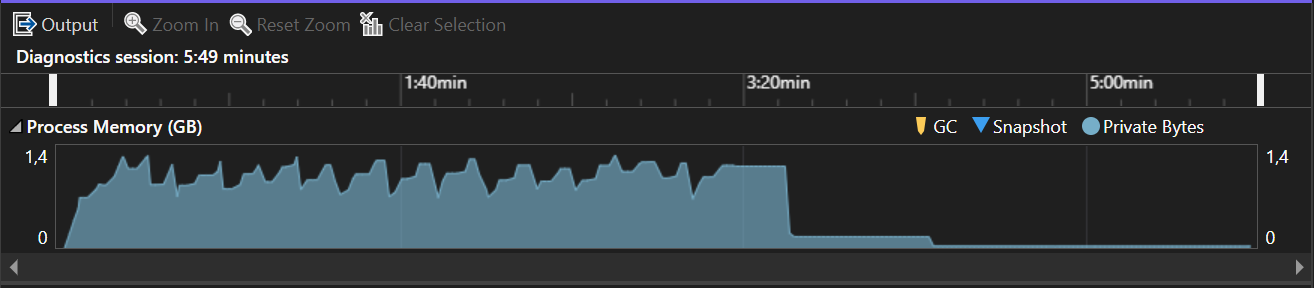 Output Zoom In Reset Zoom Clear Selection
Diagnostics session: 5:49 minutes
1:40min 3:20min 5:00min
Process Memory (GB) GC Snapshot Private Bytes
1,4 1,4
0 0